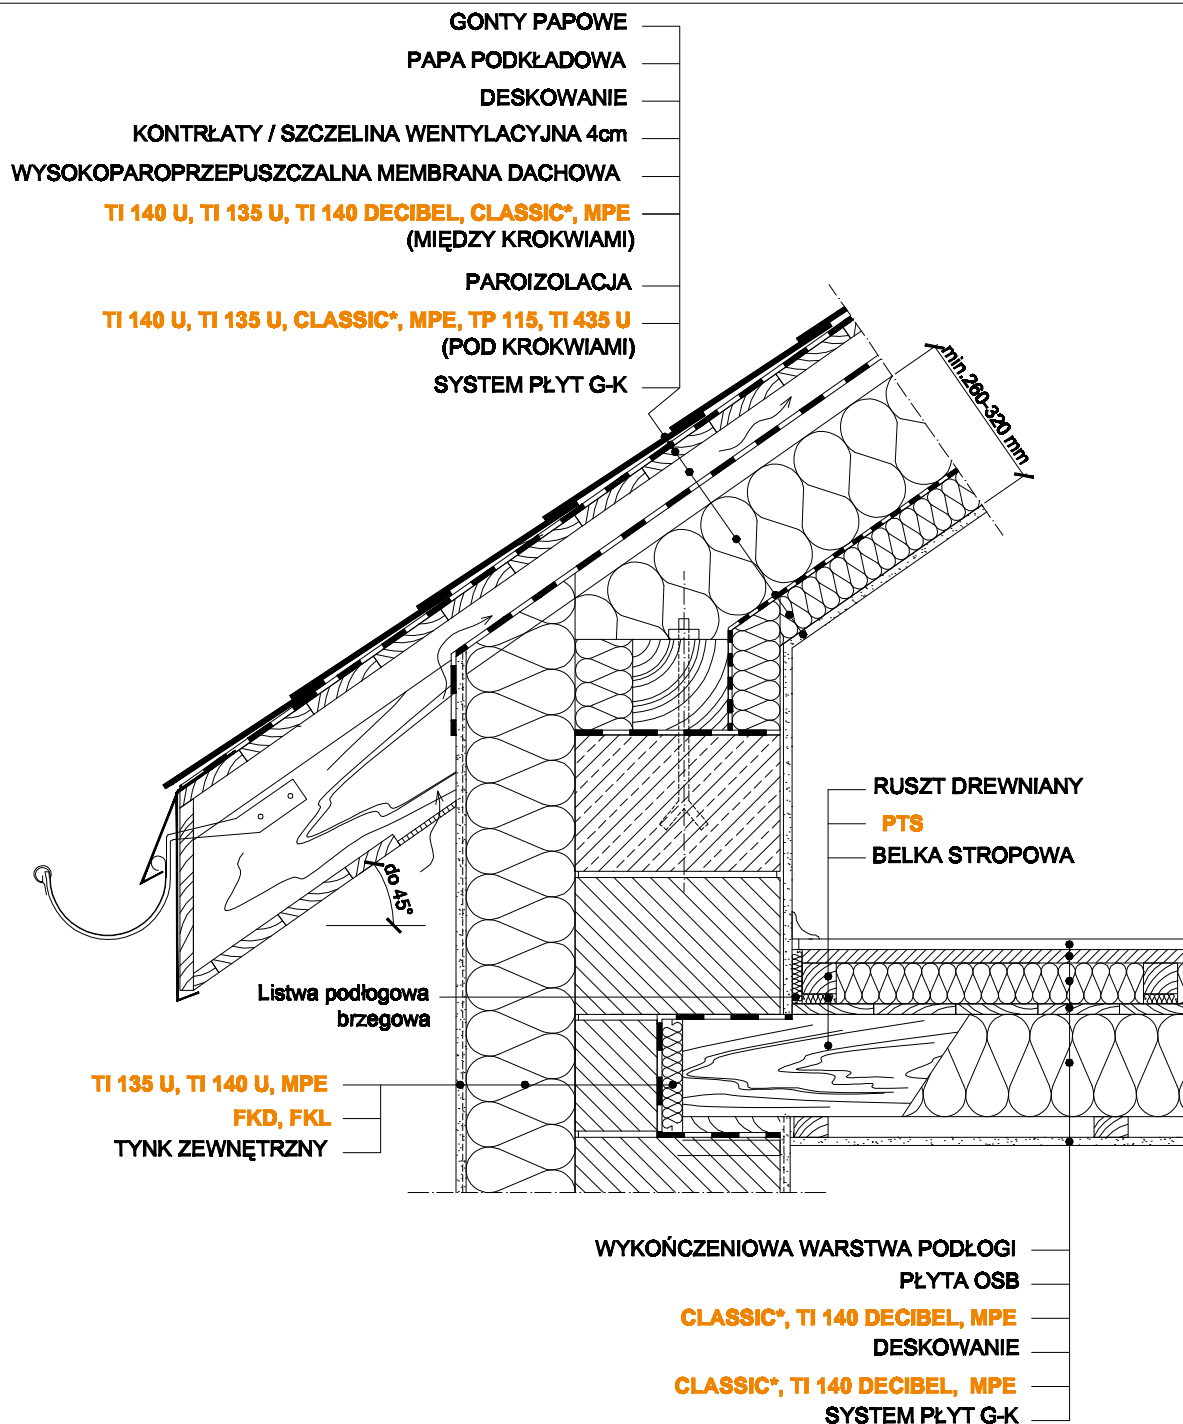 GONTY PAPOWE
PAPA PODKŁADOWA
DESKOWANIE
KONTRŁATY / SZCZELINA WENTYLACYJNA 4cm
WYSOKOPAROPRZEPUSZCZALNA MEMBRANA DACHOWA
TI 140 U, TI 135 U, TI 140 DECIBEL, CLASSIC*, MPE
(MIĘDZY KROKWIAMI)
PAROIZOLACJA
TI 140 U, TI 135 U, CLASSIC*, MPE, TP 115, TI 435 U
(POD KROKWIAMI)
SYSTEM PŁYT G-K
min.260-320 mm
RUSZT DREWNIANY
PTS
BELKA STROPOWA
do 45°
Listwa podłogowa
brzegowa
TI 135 U, TI 140 U, MPE
FKD, FKL
TYNK ZEWNĘTRZNY
WYKOŃCZENIOWA WARSTWA PODŁOGI
PŁYTA OSB
CLASSIC*, TI 140 DECIBEL, MPE
DESKOWANIE
CLASSIC*, TI 140 DECIBEL, MPE
SYSTEM PŁYT G-K